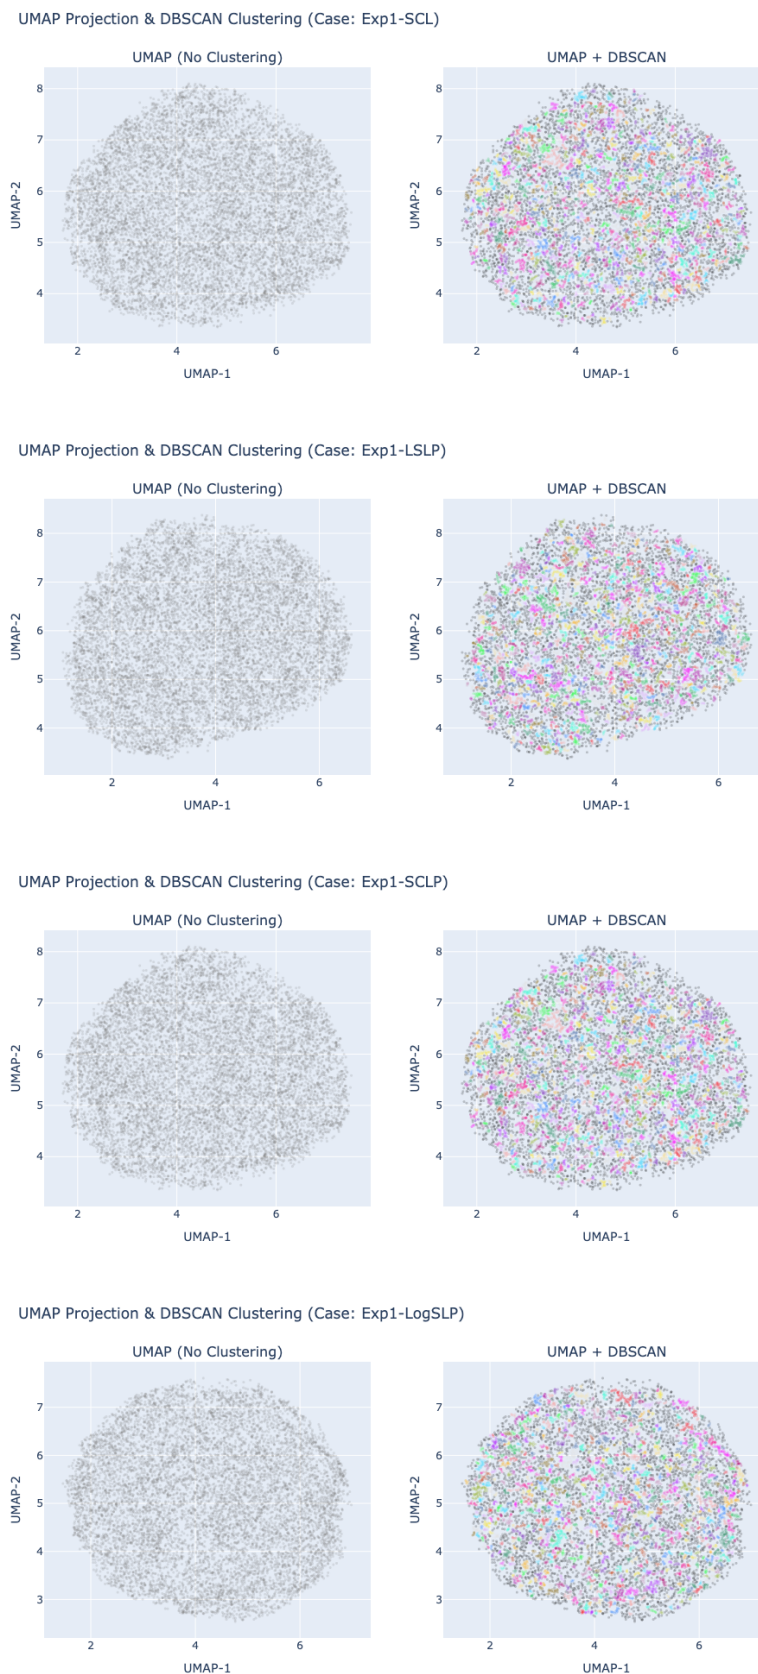 UMAP Projection & DBSCAN Clustering (Case: Exp1-SCL)
UMAP (No Clustering)
UMAP + DBSCAN
8
7
6
5
4
UMAP-2
2
4
6
UMAP-1
8
7
6
5
4
UMAP-2
2
4
6
UMAP-1
UMAP Projection & DBSCAN Clustering (Case: Exp1-LSLP)
UMAP (No Clustering)
UMAP + DBSCAN
8
7
6
5
4
UMAP-2
2
4
6
UMAP-1
8
7
6
5
4
UMAP-2
2
4
6
UMAP-1
UMAP Projection & DBSCAN Clustering (Case: Exp1-SCLP)
UMAP (No Clustering)
UMAP + DBSCAN
8
7
6
5
4
UMAP-2
2
4
6
UMAP-1
8
7
6
5
4
UMAP-2
2
4
6
UMAP-1
UMAP Projection & DBSCAN Clustering (Case: Exp1-LogSLP)
UMAP (No Clustering)
UMAP + DBSCAN
7
6
5
4
3
UMAP-2
2
4
6
UMAP-1
7
6
5
4
3
UMAP-2
2
4
6
UMAP-1